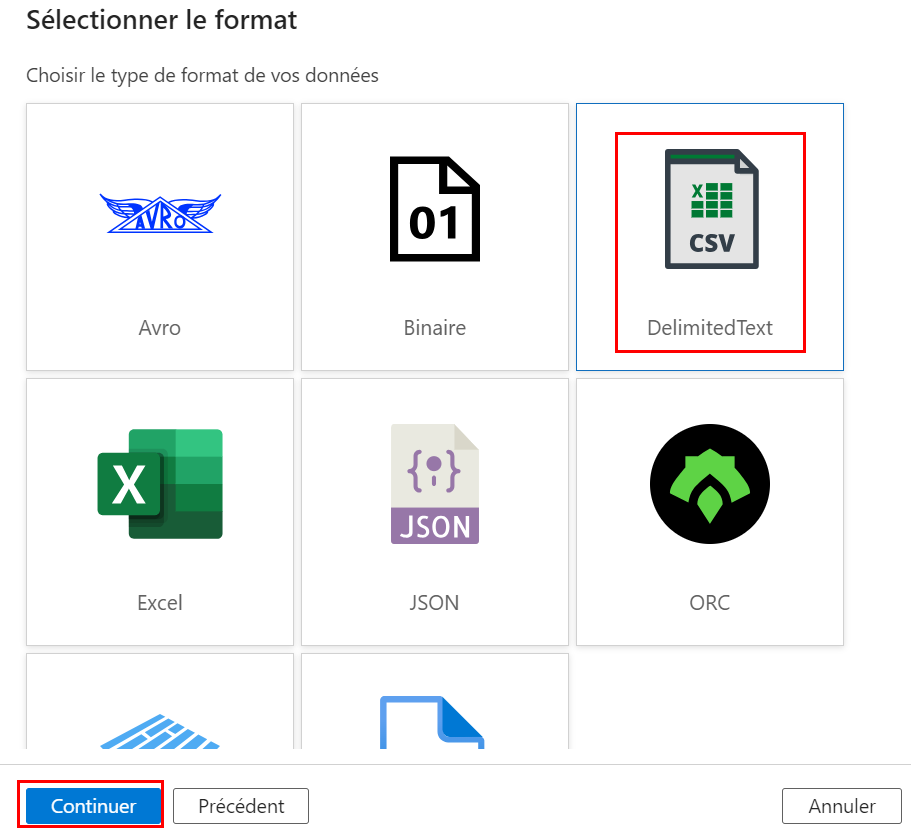 Sélectionner le format
Choisir le type de format de vos données
AVRO
01
X
CSV
Avro
Binaire
DelimitedText
X
{ }
JSON
Excel
JSON
ORC
Continuer
Précédent
Annuler